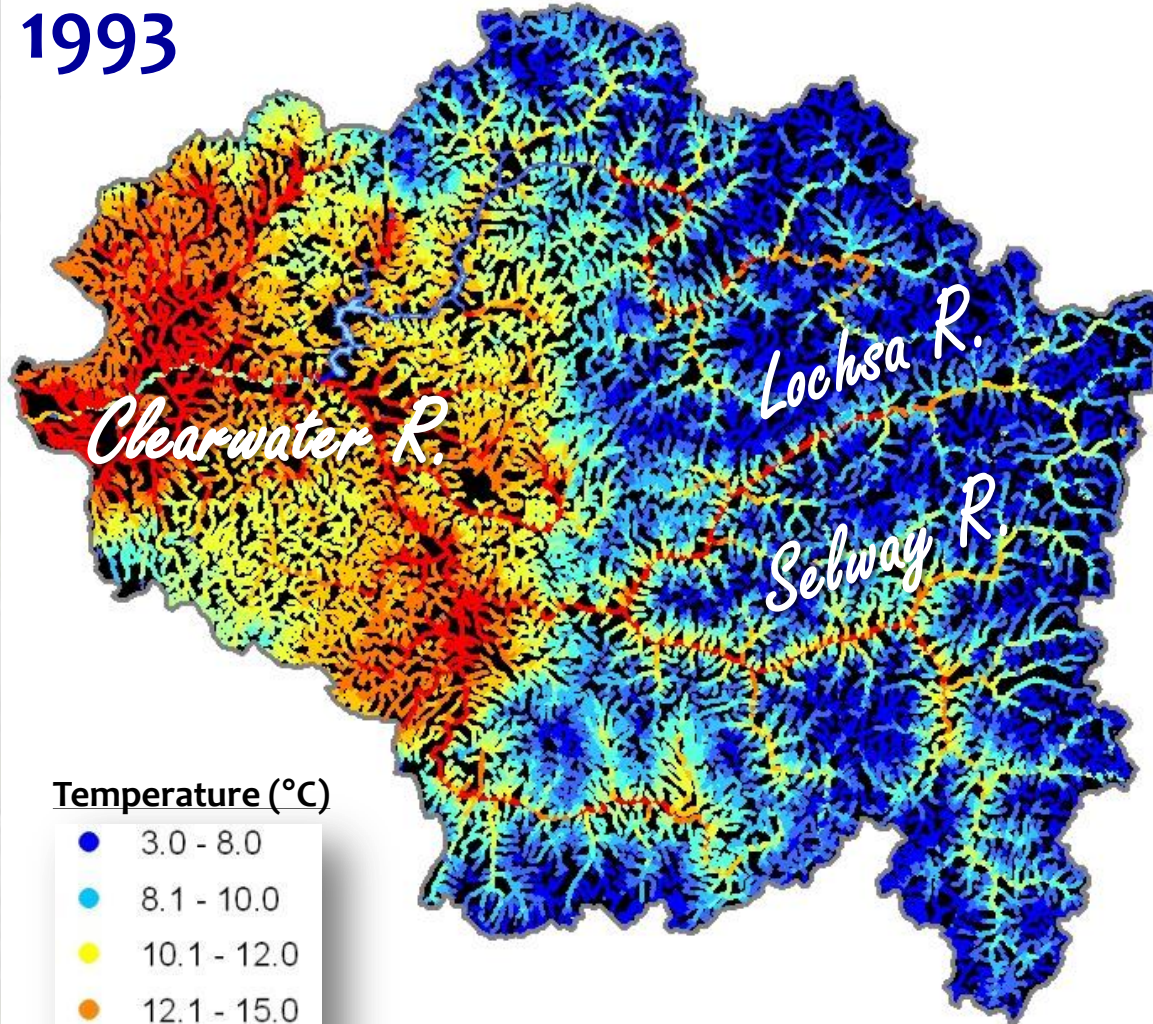 1993
Lochsa R.
Clearwater R.
Selway R.
Temperature (°C)
3.0 - 8.0
8.1 - 10.0
10.1 - 12.0
12.1 - 15.0